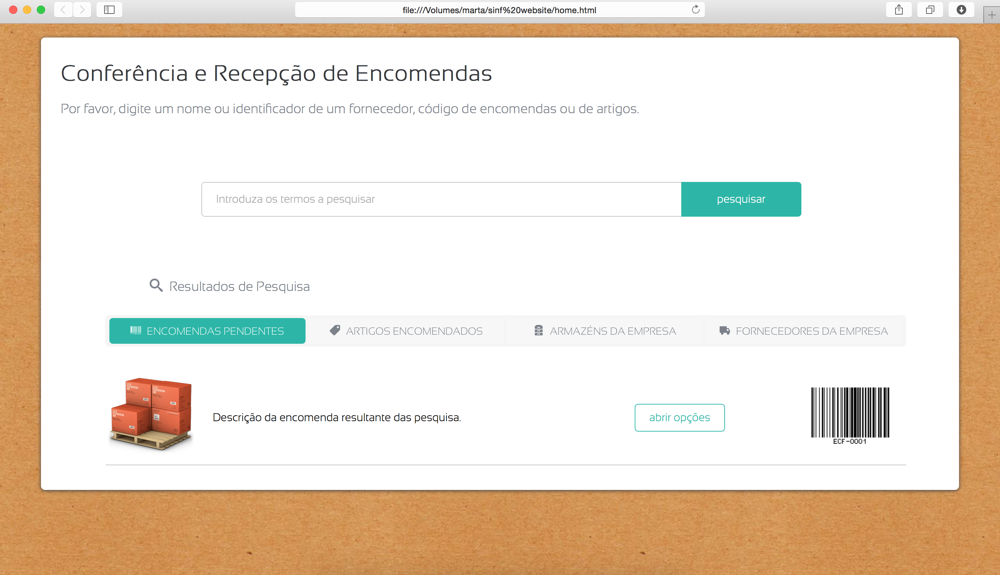 file:///Volumes/marta/sinf%20website/home.html
Conferência e Recepção de Encomendas
Por favor, digite um nome ou identificador de um fornecedor, código de encomendas ou de artigos.
Introduza os termos a pesquisar
pesquisar
Resultados de Pesquisa
ENCOMENDAS PENDENTES
ARTIGOS ENCOMENDADOS
ARMAZÉNS DA EMPRESA
FORNECEDORES DA EMPRESA
Descrição da encomenda resultante das pesquisa.
abrir opções
ECF-0001